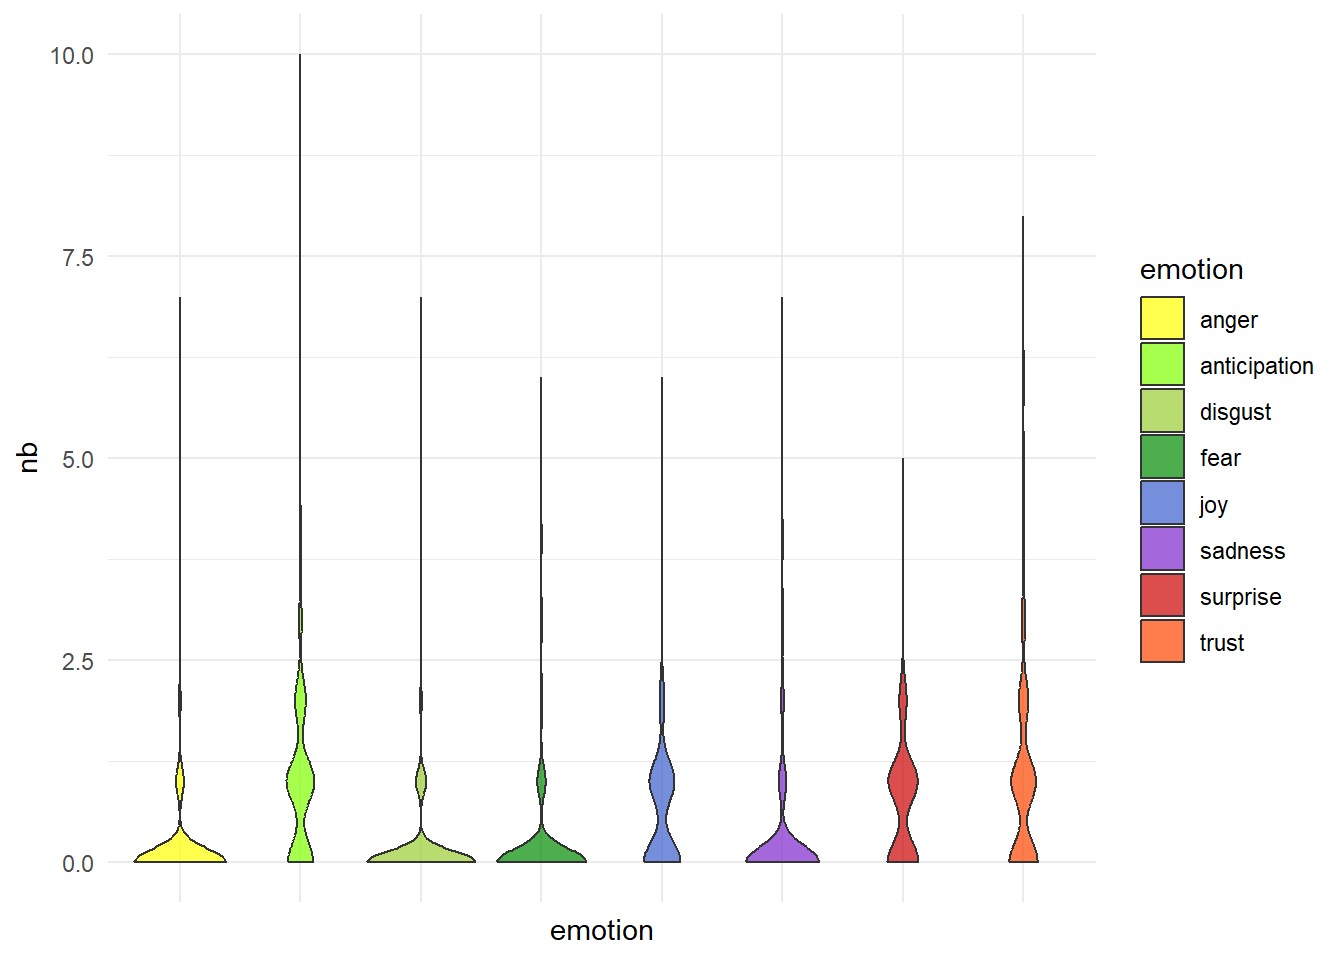 10.0
7.5
5.0
2.5
0.0
nb
emotion
emotion
anger
anticipation
disgust
fear
joy
sadness
surprise
trust